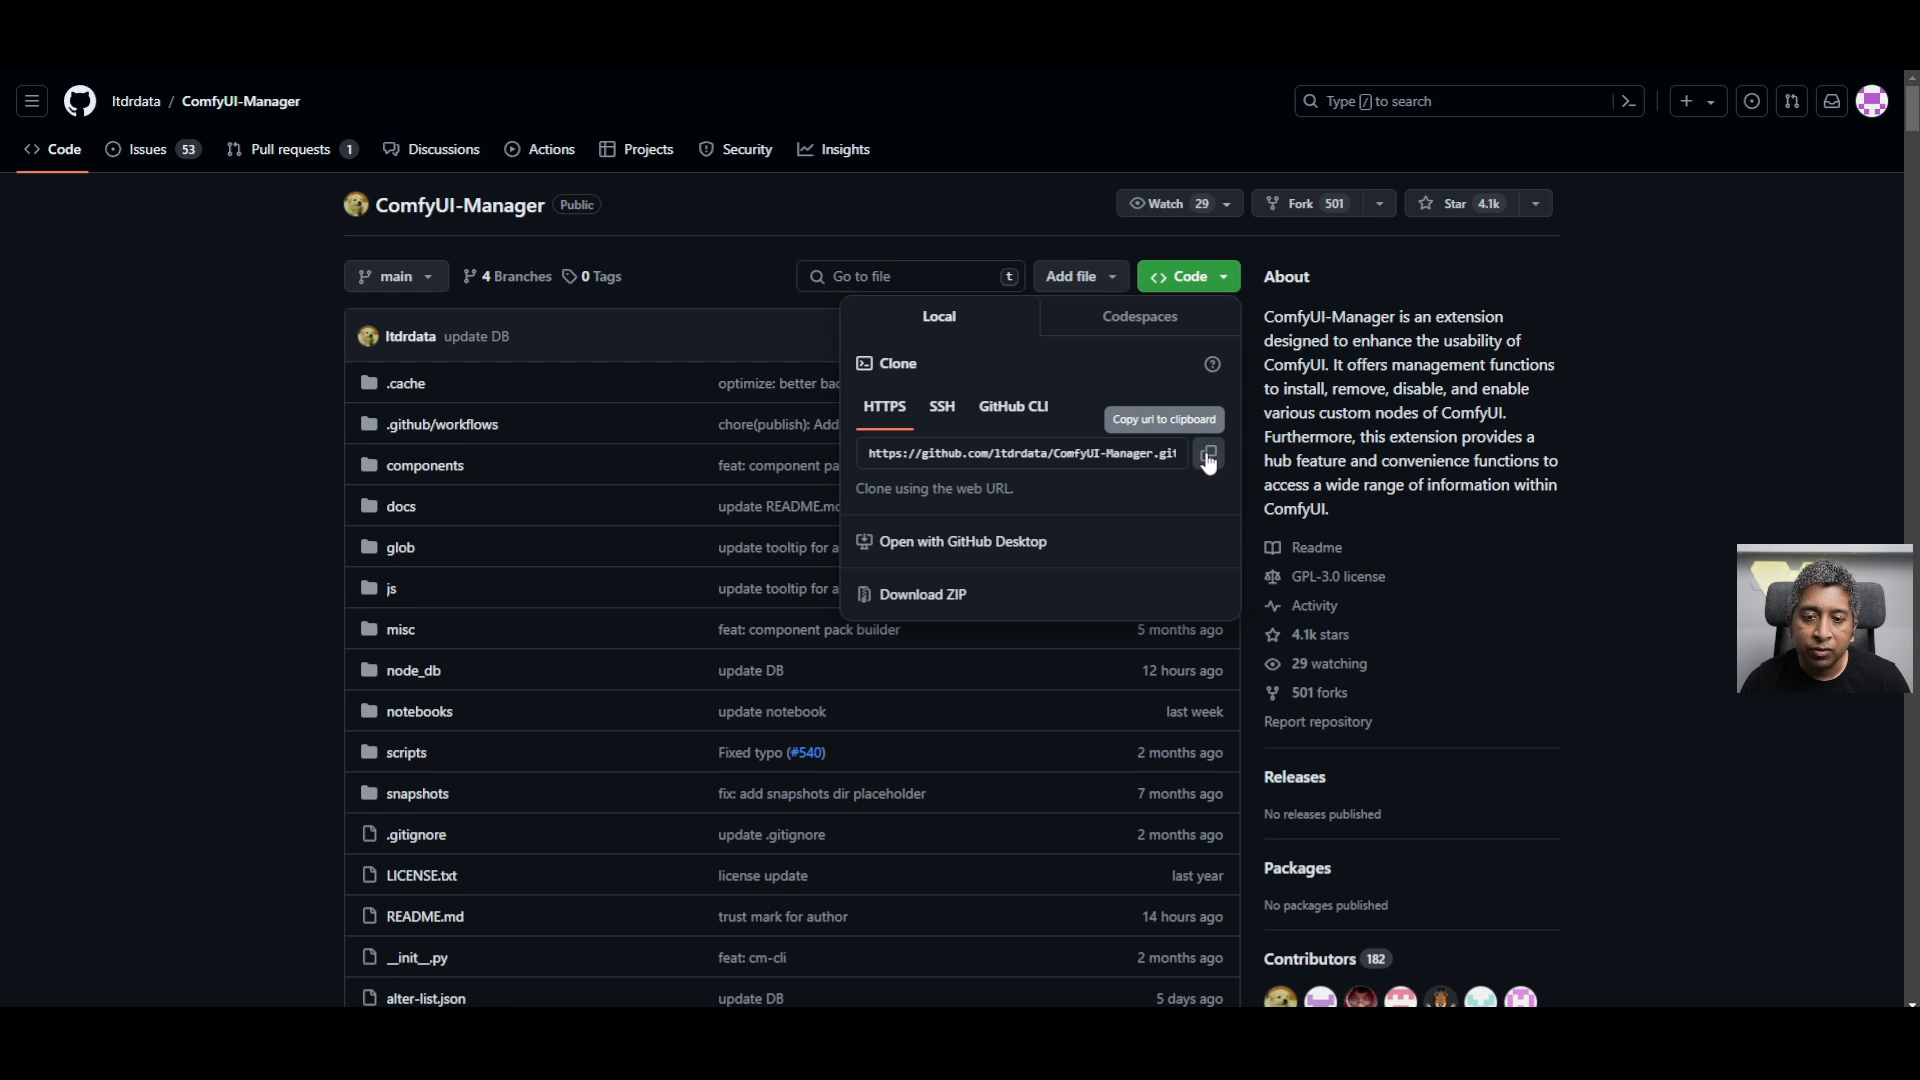 ltdrdata / ComfyUI-Manager
Type / to search
Code
Issues 53
Pull requests 1
Discussions
Actions
Projects
Security
Insights
ComfyUI-Manager Public
Watch 29
Fork 501
Star 4.1k
main
4 Branches
0 Tags
Go to file t
Add file
Code
ltdrdata update DB
.cache optimize: better bac
.github/workflows chore(publish): Add
components feat: component pa
docs update README.mc
glob update tooltip for a
js update tooltip for a
misc feat: component pack builder 5 months ago
node_db update DB 12 hours ago
notebooks update notebook last week
scripts Fixed typo (#540) 2 months ago
snapshots fix: add snapshots dir placeholder 7 months ago
.gitignore update .gitignore 2 months ago
LICENSE.txt license update last year
README.md trust mark for author 14 hours ago
__init__.py feat: cm-cli 2 months ago
alter-list.json update DB 5 days ago
Local
Codespaces
Clone
HTTPS SSH GitHub CLI
Copy url to clipboard
https://github.com/ltdrdata/ComfyUI-Manager.git
Clone using the web URL.
Open with GitHub Desktop
Download ZIP
About
ComfyUI-Manager is an extension
designed to enhance the usability of
ComfyUI. It offers management functions
to install, remove, disable, and enable
various custom nodes of ComfyUI.
Furthermore, this extension provides a
hub feature and convenience functions to
access a wide range of information within
ComfyUI.
Readme
GPL-3.0 license
Activity
4.1k stars
29 watching
501 forks
Report repository
Releases
No releases published
Packages
No packages published
Contributors 182